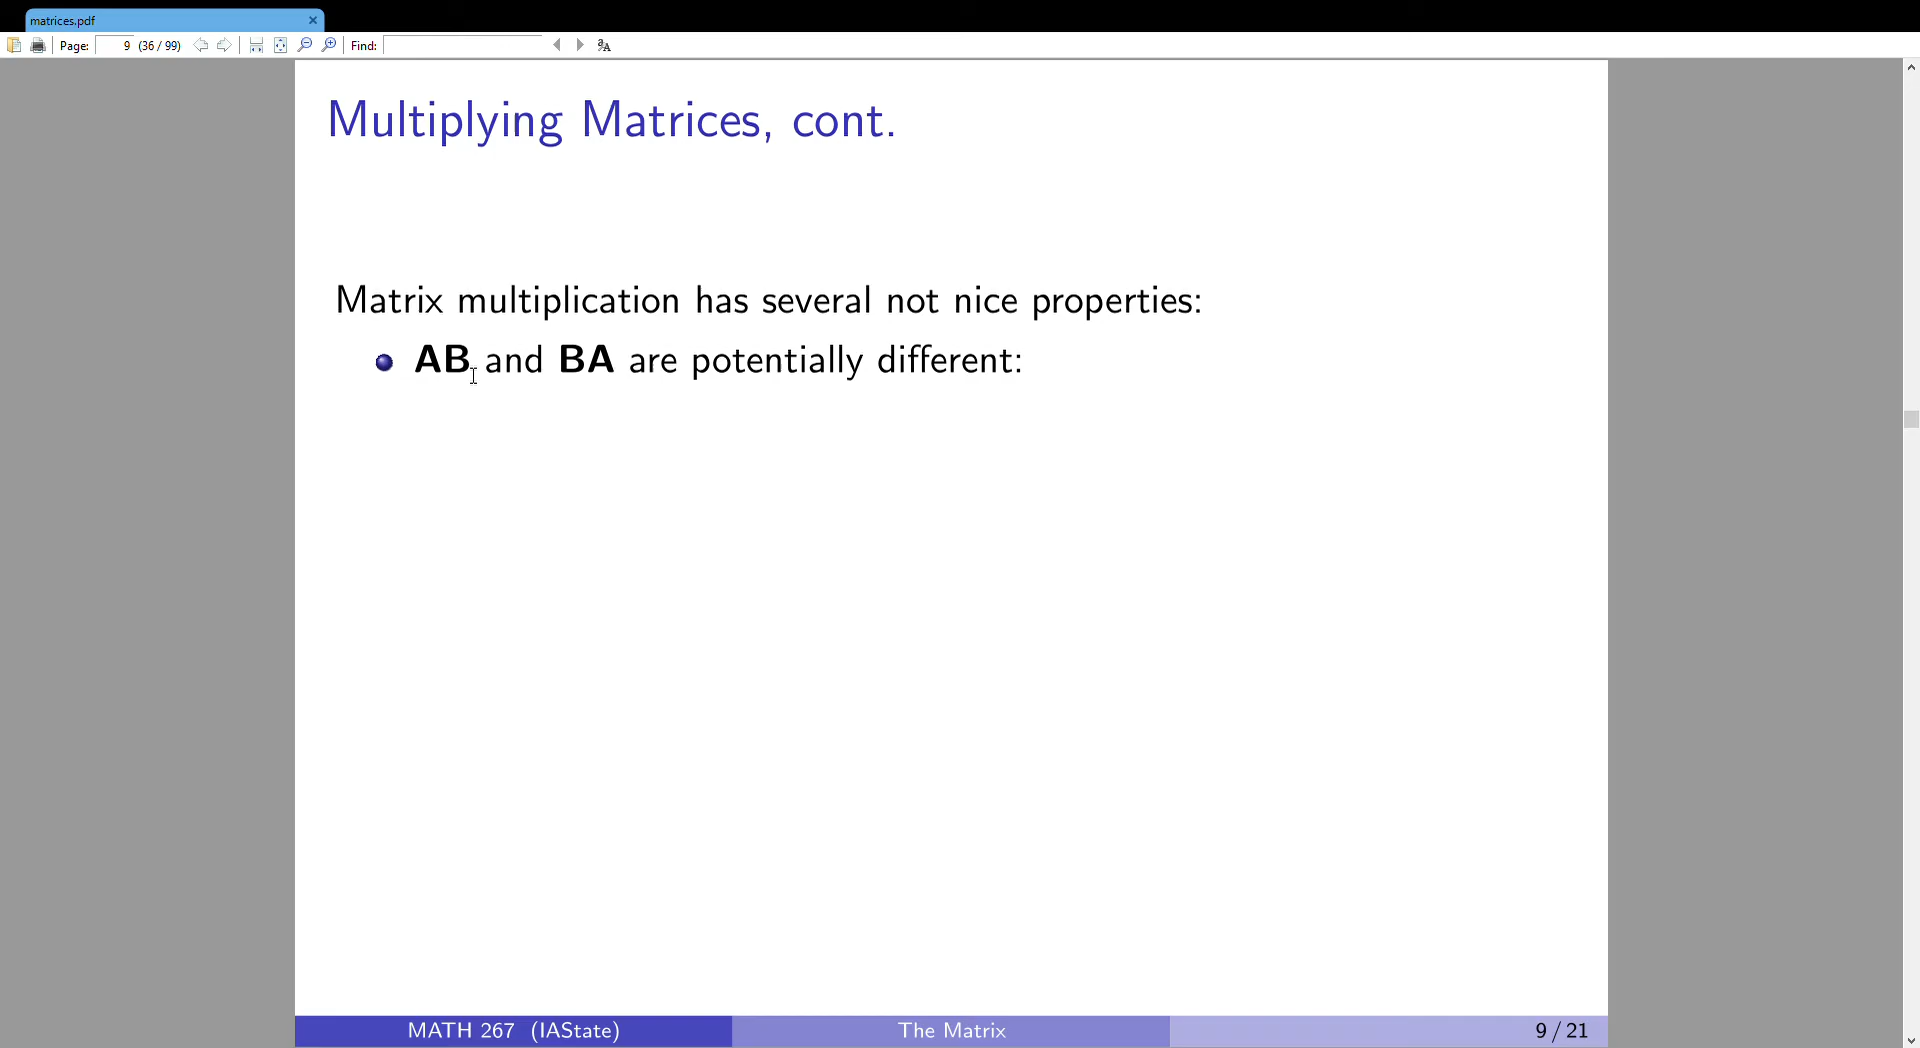 matrices.pdf
Page: 9 (36 / 99) Find:
Multiplying Matrices, cont.
Matrix multiplication has several not nice properties:
AB and BA are potentially different:
MATH 267 (IAState) The Matrix 9 / 21